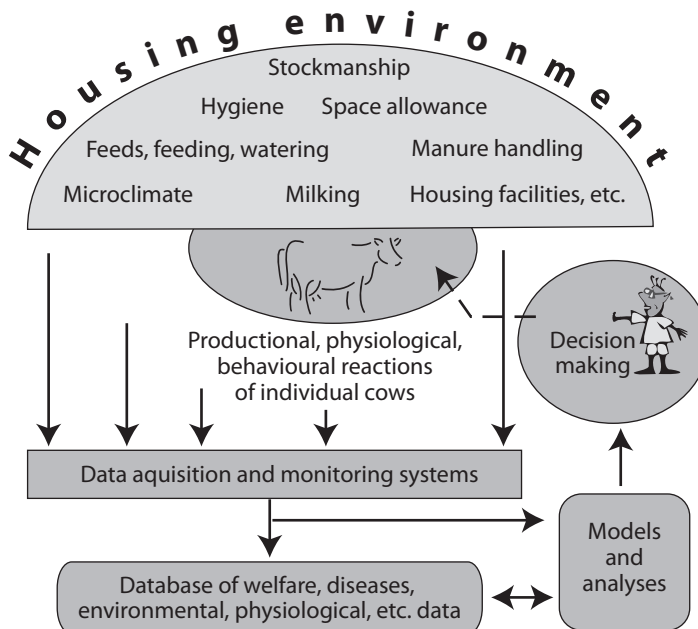 Housing environment
Stockmanship
Hygiene Space allowance
Feeds, feeding, watering Manure handling
Microclimate Milking Housing facilities, etc.
Productional, physiological,
behavioural reactions
of individual cows
Decision
making
Data aquisition and monitoring systems
Models
and
analyses
Database of welfare, diseases,
environmental, physiological, etc. data